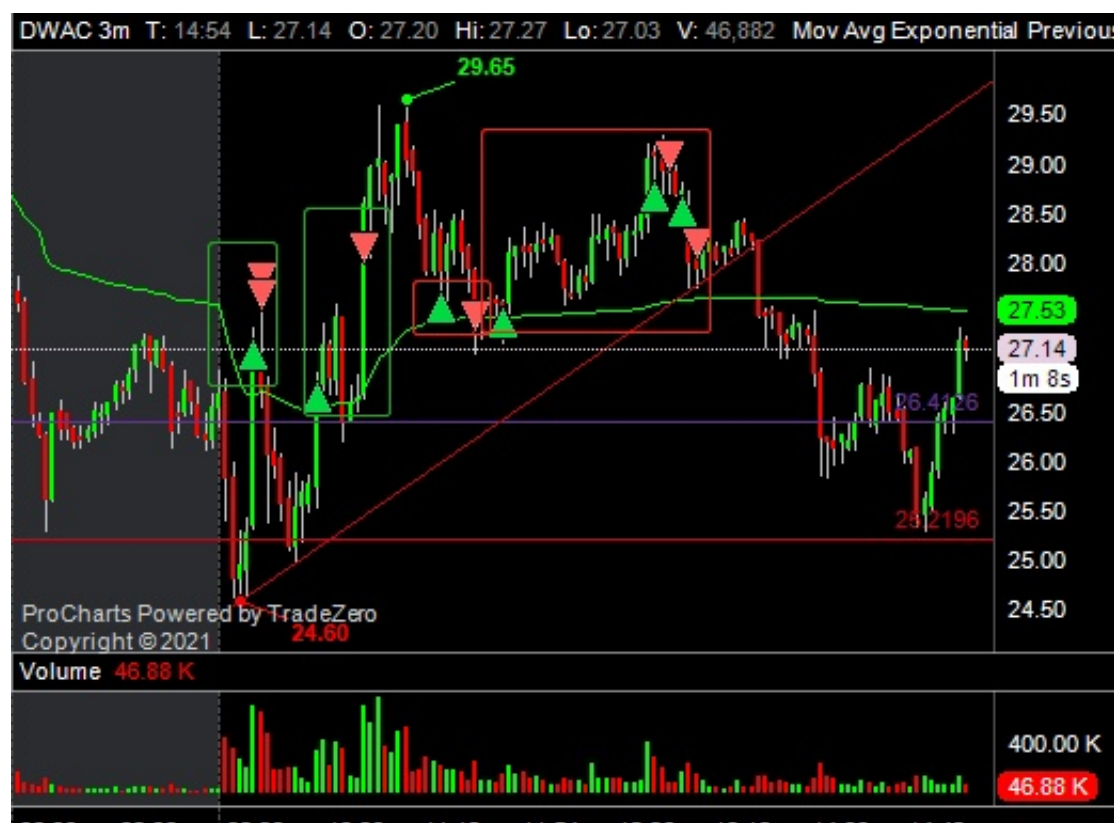 DWAC 3m T: 14:54 L: 27.14 O: 27.20 Hi: 27.27 Lo: 27.03 V: 46,882 Mov Avg Exponential Previous
29.65
29.50
29.00
28.50
28.00
27.53
27.14
1m 8s
26.4126
26.50
26.00
25.50
25.2196
25.00
24.50
ProCharts Powered by TradeZero
24.60
Copyright © 2021
Volume 46.88 K
400.00 K
46.88 K